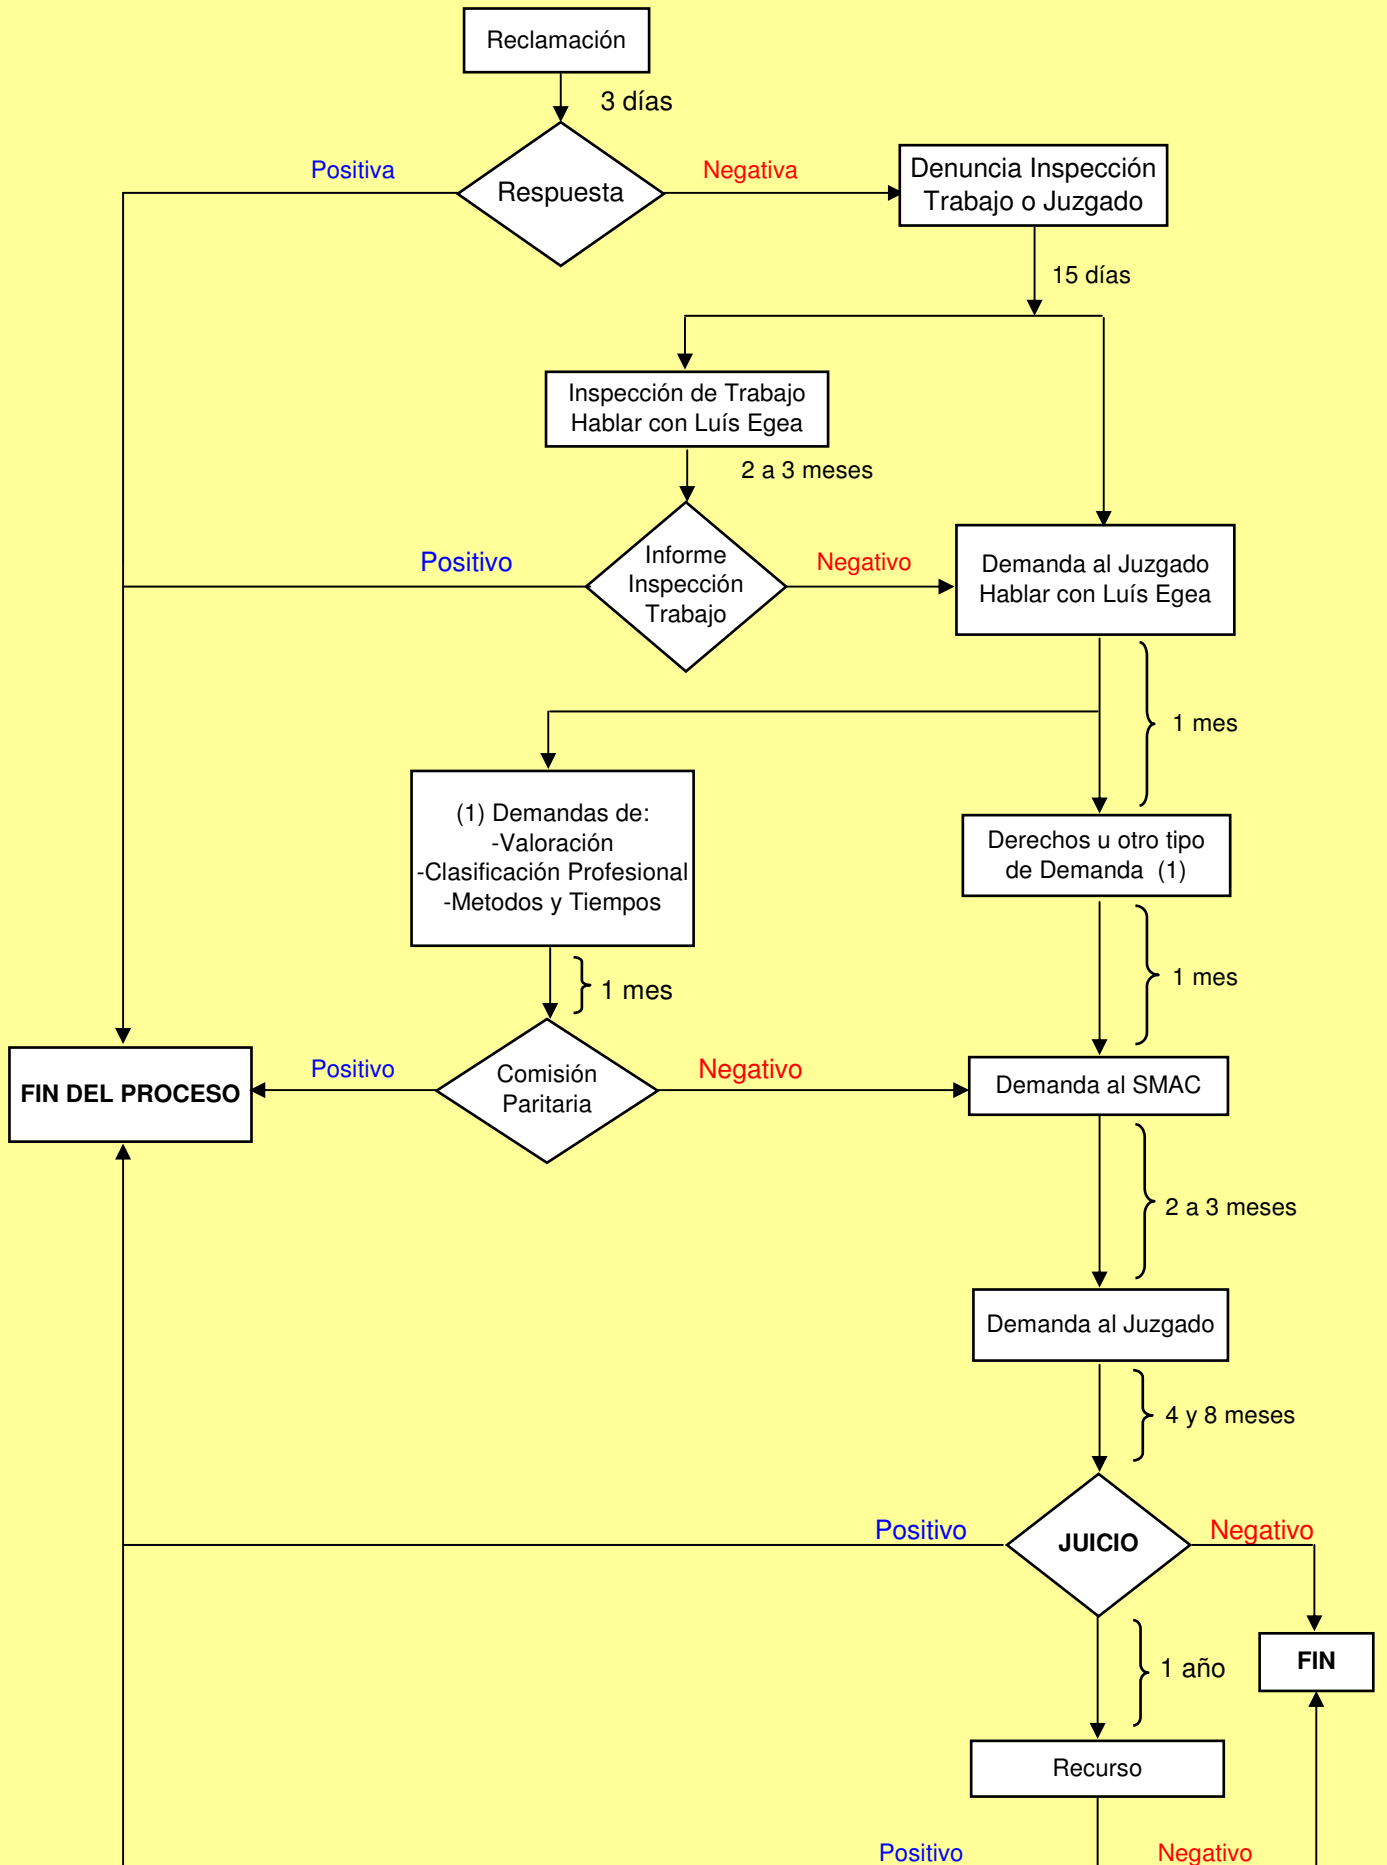 Reclamación
3 días
Positiva
Respuesta
Negativa
Denuncia Inspección
Trabajo o Juzgado
15 días
Inspección de Trabajo
Hablar con Luís Egea
2 a 3 meses
Positivo
Informe
Inspección
Trabajo
Negativo
Demanda al Juzgado
Hablar con Luís Egea
1 mes
(1) Demandas de:
-Valoración
-Clasificación Profesional
-Metodos y Tiempos
Derechos u otro tipo
de Demanda (1)
1 mes
1 mes
FIN DEL PROCESO
Positivo
Comisión
Paritaria
Negativo
Demanda al SMAC
2 a 3 meses
Demanda al Juzgado
4 y 8 meses
Positivo
JUICIO
Negativo
1 año
FIN
Recurso
Positivo
Negativo